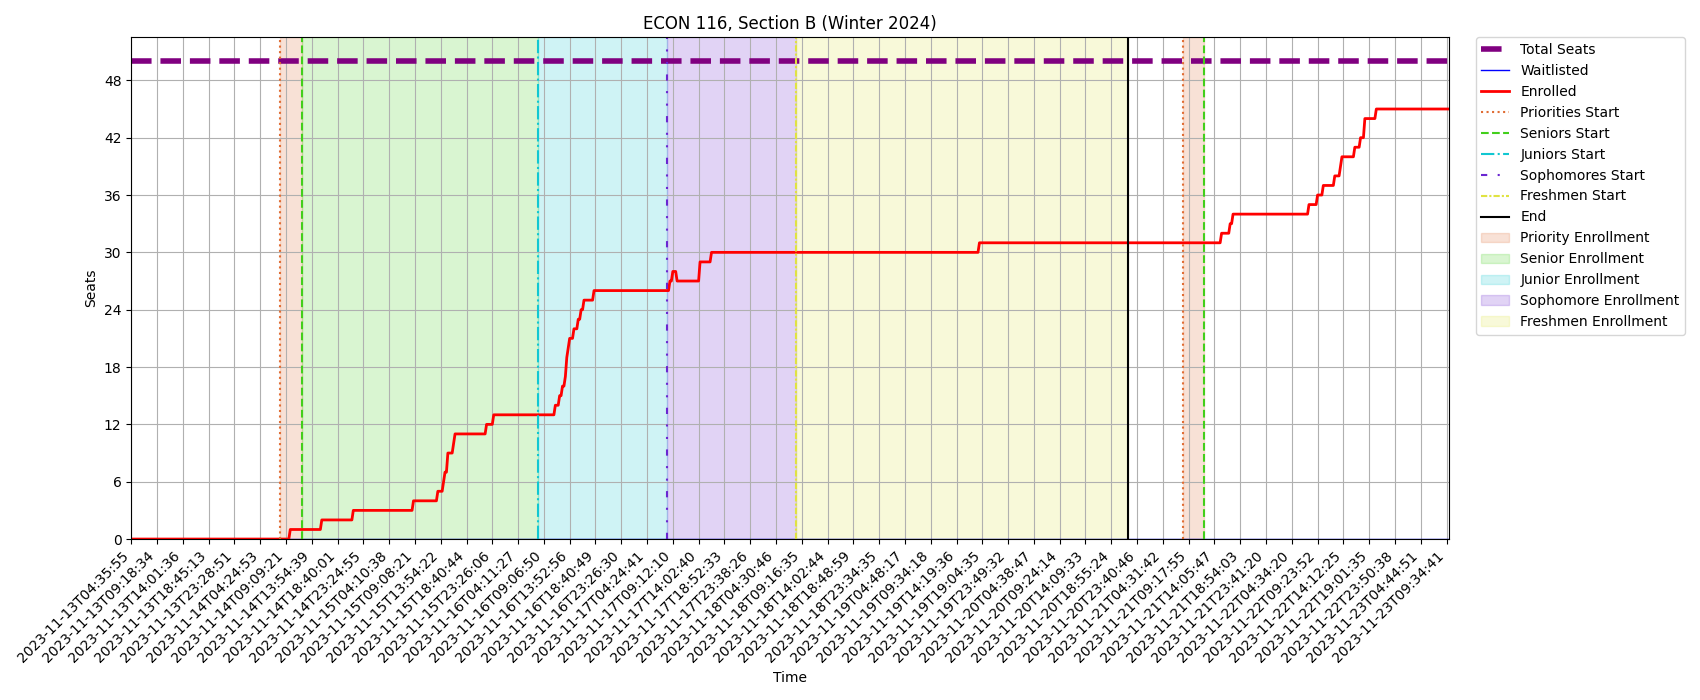 ECON 116, Section B (Winter 2024)
Total Seats
Waitlisted
Enrolled
Priorities Start
Seniors Start
Juniors Start
Sophomores Start
Freshmen Start
End
Priority Enrollment
Senior Enrollment
Junior Enrollment
Sophomore Enrollment
Freshmen Enrollment
Seats
48
42
36
30
24
18
12
6
0
2023-11-13T04:35:55
2023-11-13T09:18:34
2023-11-13T14:01:36
2023-11-13T18:45:13
2023-11-13T23:28:51
2023-11-14T04:24:53
2023-11-14T09:09:21
2023-11-14T13:54:39
2023-11-14T18:40:01
2023-11-14T23:24:55
2023-11-15T04:10:38
2023-11-15T09:08:21
2023-11-15T13:54:22
2023-11-15T18:40:44
2023-11-15T23:26:06
2023-11-16T04:11:27
2023-11-16T09:06:50
2023-11-16T13:52:56
2023-11-16T18:40:49
2023-11-16T23:26:30
2023-11-17T04:24:41
2023-11-17T09:12:10
2023-11-17T14:02:40
2023-11-17T18:52:33
2023-11-17T23:38:26
2023-11-18T04:30:46
2023-11-18T09:16:35
2023-11-18T14:02:44
2023-11-18T18:48:59
2023-11-18T23:34:35
2023-11-19T04:48:17
2023-11-19T09:34:18
2023-11-19T14:19:36
2023-11-19T19:04:35
2023-11-19T23:49:32
2023-11-20T04:38:47
2023-11-20T09:24:14
2023-11-20T14:09:33
2023-11-20T18:55:24
2023-11-20T23:40:46
2023-11-21T04:31:42
2023-11-21T09:17:55
2023-11-21T14:05:47
2023-11-21T18:54:03
2023-11-21T23:41:20
2023-11-22T04:34:20
2023-11-22T09:23:52
2023-11-22T14:12:25
2023-11-22T19:01:35
2023-11-22T23:50:38
2023-11-23T04:44:51
2023-11-23T09:34:41
Time